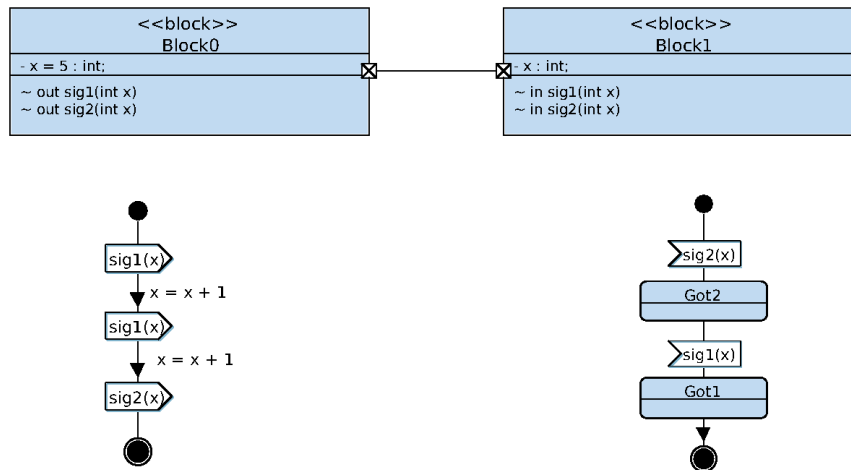 <<block>>
Block0
- x = 5 : int;
~ out sig1(int x)
~ out sig2(int x)
<<block>>
Block1
- x : int;
~ in sig1(int x)
~ in sig2(int x)
sig1(x)
x = x + 1
sig1(x)
x = x + 1
sig2(x)
sig2(x)
Got2
sig1(x)
Got1